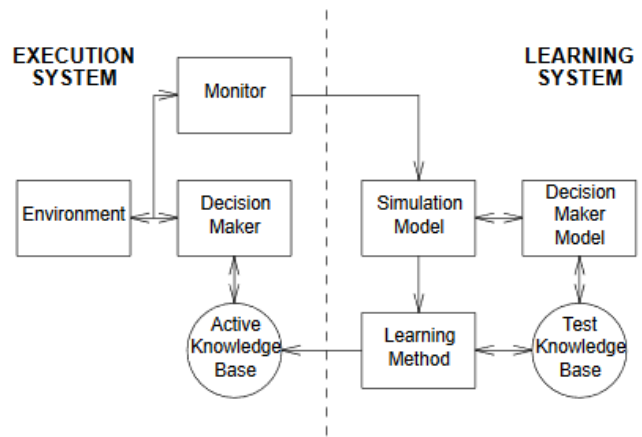 EXECUTION
SYSTEM
LEARNING
SYSTEM
Monitor
Environment
Decision
Maker
Simulation
Model
Decision
Maker
Model
Active
Knowledge
Base
Learning
Method
Test
Knowledge
Base